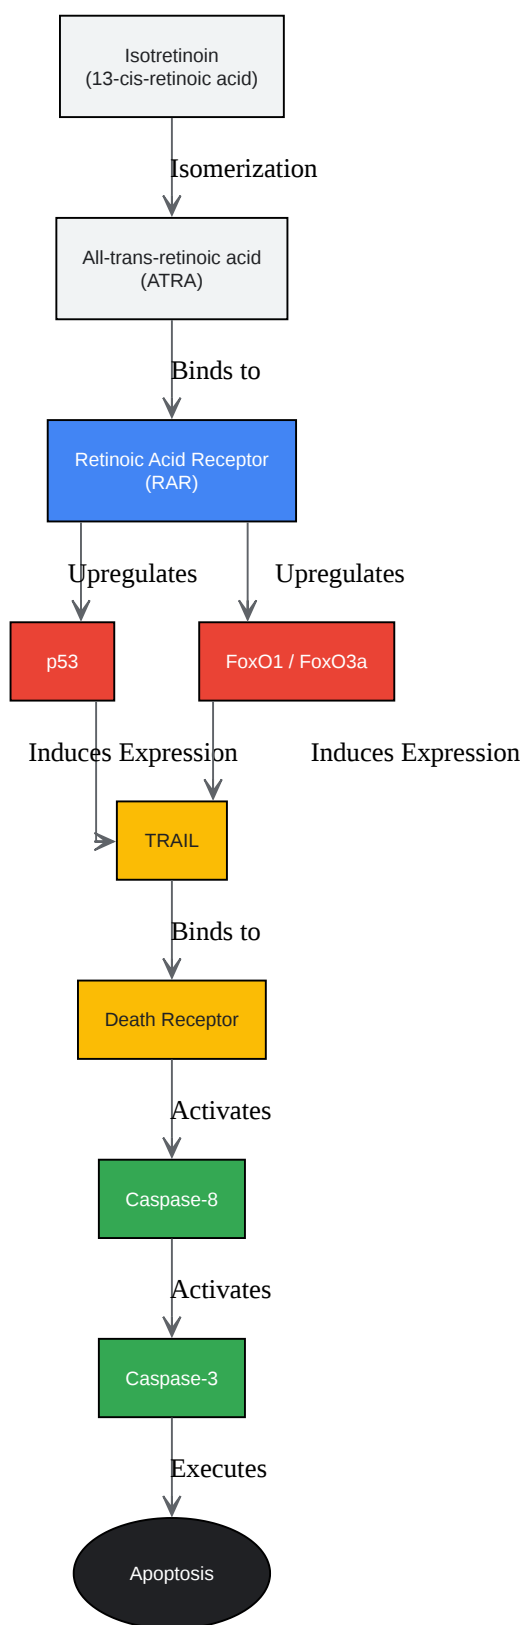 Isotretinoin
(13-cis-retinoic acid)
Isomerization
All-trans-retinoic acid
(ATRA)
Binds to
Retinoic Acid Receptor
(RAR)
Upregulates
Upregulates
p53
FoxO1 / FoxO3a
Induces Expression
Induces Expression
TRAIL
Binds to
Death Receptor
Activates
Caspase-8
Activates
Caspase-3
Executes
Apoptosis